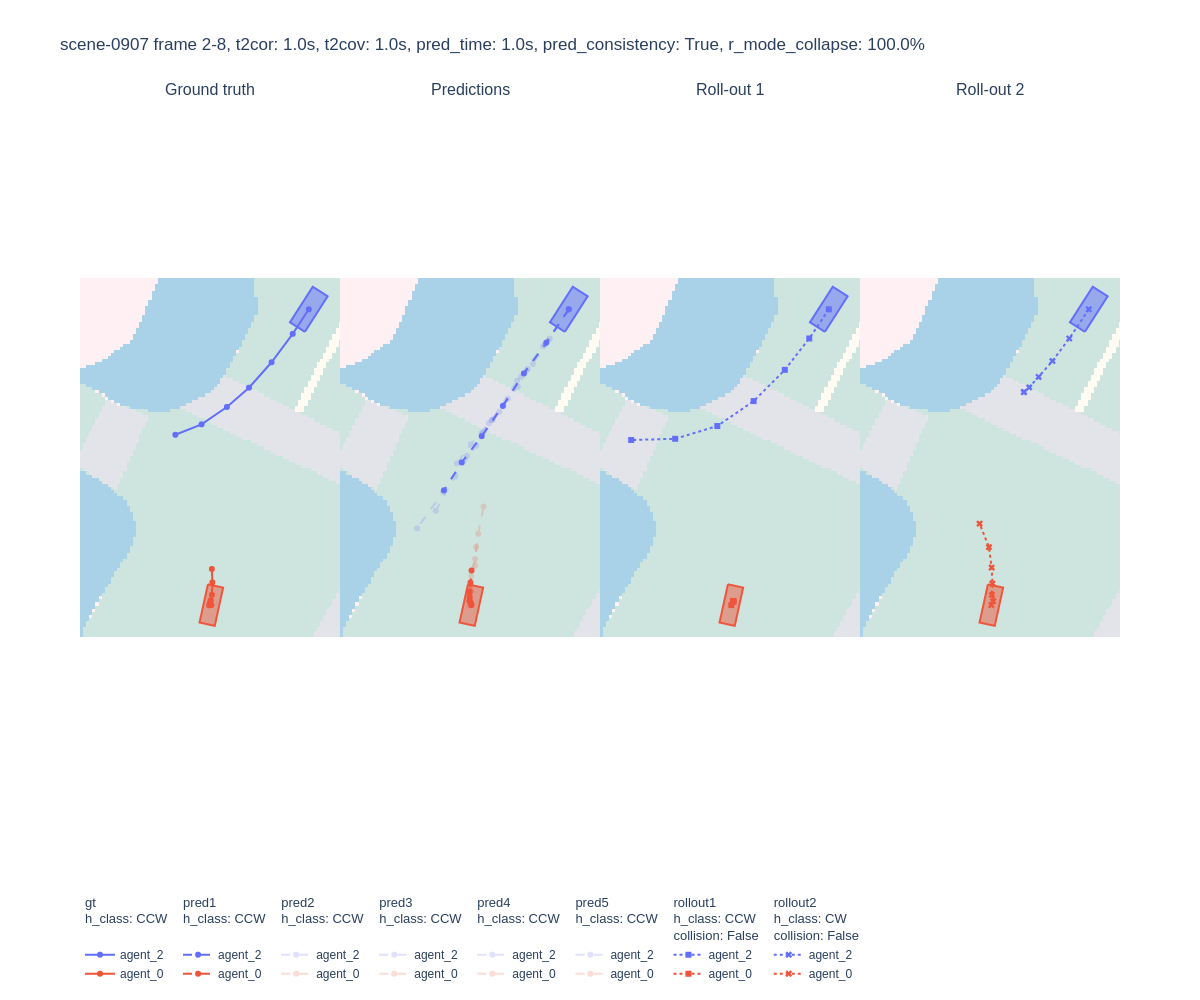 scene-0907 frame 2-8, t2cor: 1.0s, t2cov: 1.0s, pred_time: 1.0s, pred_consistency: True, r_mode_collapse: 100.0%
Ground truth
Predictions
Roll-out 1
Roll-out 2
gt
h_class: CCW
agent_2
agent_0
pred1
h_class: CCW
agent_2
agent_0
pred2
h_class: CCW
agent_2
agent_0
pred3
h_class: CCW
agent_2
agent_0
pred4
h_class: CCW
agent_2
agent_0
pred5
h_class: CCW
agent_2
agent_0
rollout1
h_class: CCW
collision: False
agent_2
agent_0
rollout2
h_class: CW
collision: False
agent_2
agent_0